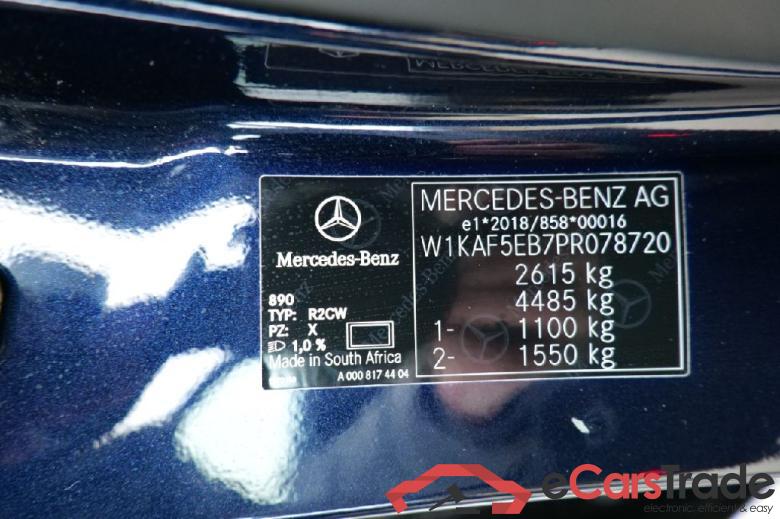 MERCEDES-BENZ AG
e1*2018/858*00016
W1KAF5EB7PR078720
2615 kg
4485 kg
1- 1100 kg
2- 1550 kg
Mercedes-Benz
890
TYP: R2CW
PZ: X
1,0 %
Made in South Africa
A 000 817 44 04
eCarsTrade
electronic, efficient & easy